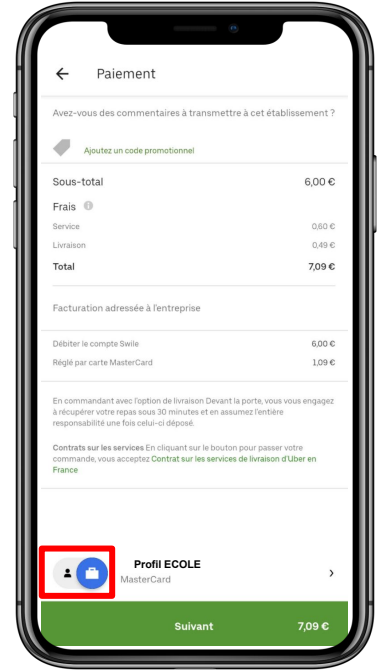 Paiement
Avez-vous des commentaires à transmettre à cet établissement ?
Ajoutez un code promotionnel
Sous-total 6,00 €
Frais
Service 0,60 €
Livraison 0,49 €
Total 7,09 €
Facturation adressée à l'entreprise
Débiter le compte Swile 6,00 €
Réglé par carte MasterCard 1,09 €
En commandant avec l'option de livraison Devant la porte, vous vous engagez
à récupérer votre repas sous 30 minutes et en assumez l'entière
responsabilité une fois celui-ci déposé.
Contrats sur les services En cliquant sur le bouton pour passer votre
commande, vous acceptez Contrat sur les services de livraison d'Uber en
France
Profil ECOLE
MasterCard
Suivant 7,09 €